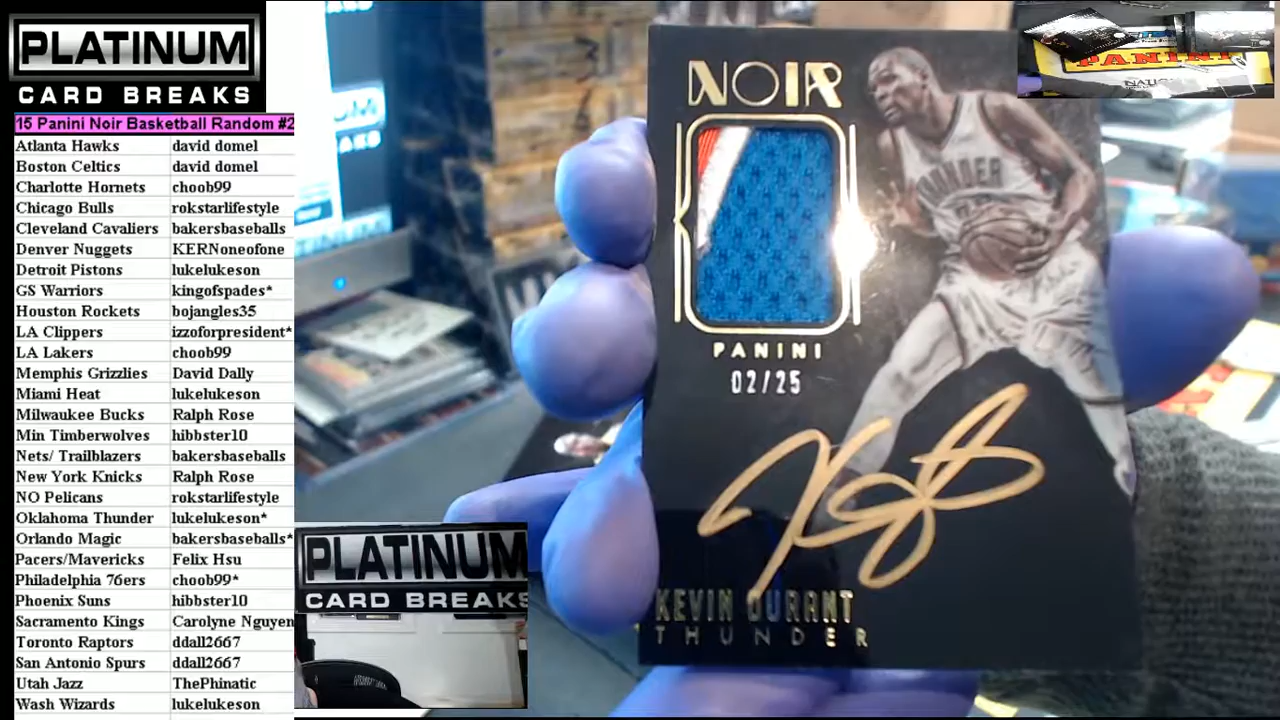 PLATINUM
CARD BREAKS
15 Panini Noir Basketball Random #2
Atlanta Hawks david domel
Boston Celtics david domel
Charlotte Hornets choob99
Chicago Bulls rokstarlifestyle
Cleveland Cavaliers bakersbaseballs
Denver Nuggets KERNoneofone
Detroit Pistons lukelukeson
GS Warriors kingofspades*
Houston Rockets bojangles35
LA Clippers izzoforpresident*
LA Lakers choob99
Memphis Grizzlies David Dally
Miami Heat lukelukeson
Milwaukee Bucks Ralph Rose
Min Timberwolves hibbster10
Nets/ Trailblazers bakersbaseballs
New York Knicks Ralph Rose
NO Pelicans rokstarlifestyle
Oklahoma Thunder lukelukeson*
Orlando Magic bakersbaseballs*
Pacers/Mavericks Felix Hsu
Philadelphia 76ers choob99*
Phoenix Suns hibbster10
Sacramento Kings Carolyne Nguyen
Toronto Raptors ddall2667
San Antonio Spurs ddall2667
Utah Jazz ThePhinatic
Wash Wizards lukelukeson
NOIR
PANINI
02/25
KEVIN DURANT
THUNDER
PLATINUM
CARD BREAKS
PANINI